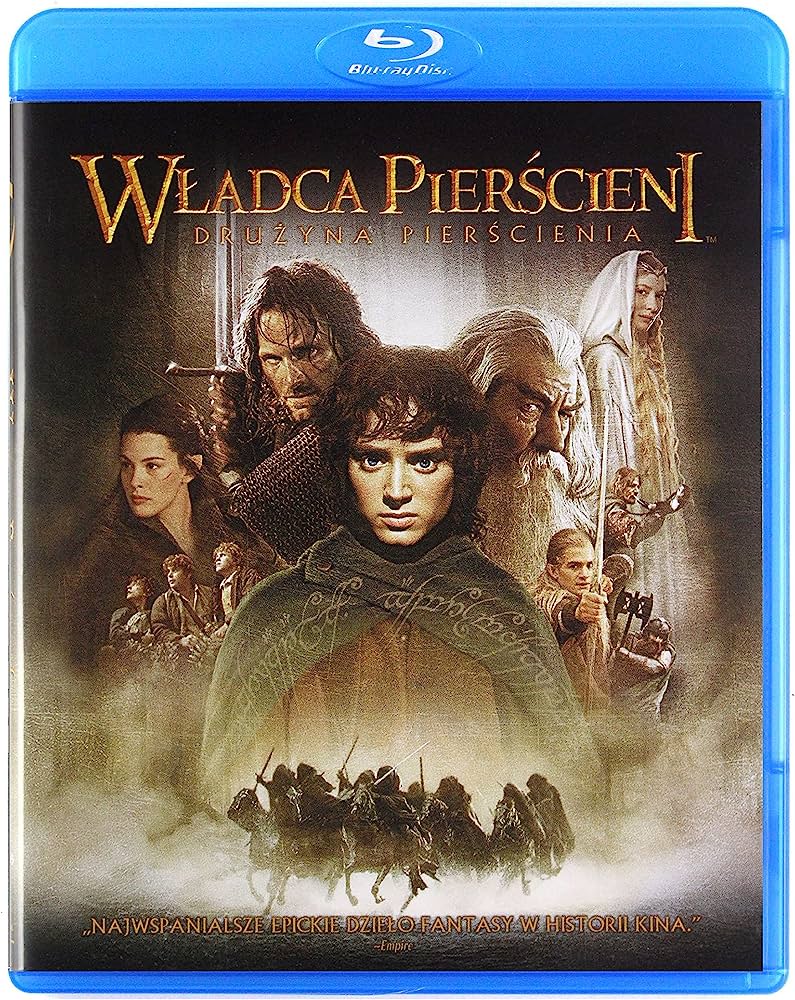 Blu-ray Disc
WŁADCA PIERŚCIENI
DRUŻYNA PIERŚCIENIA
TM
„NAJWSPANIALSZE EPICKIE DZIEŁO FANTASY W HISTORII KINA.”
–Empire